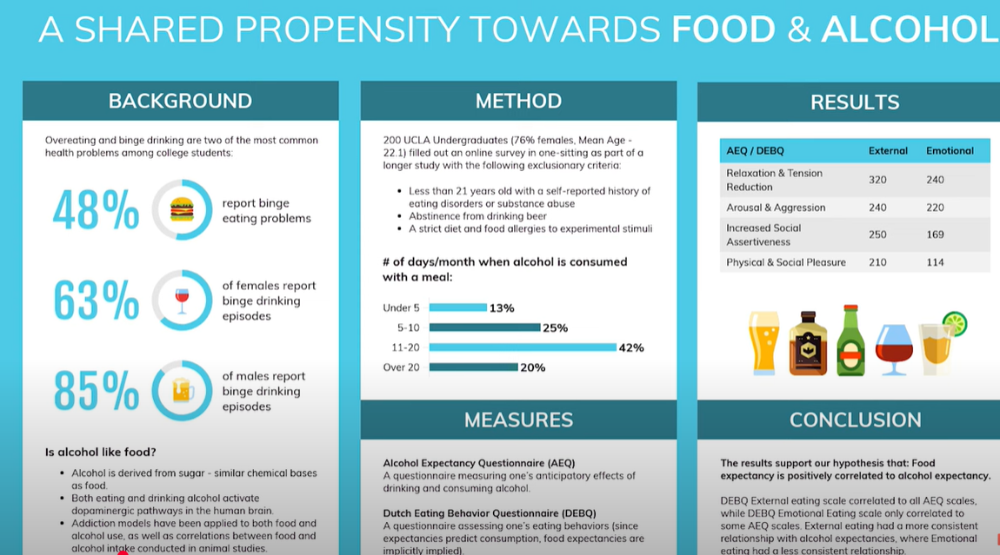 A SHARED PROPENSITY TOWARDS FOOD & ALCOHOL
BACKGROUND
Overeating and binge drinking are two of the most common
health problems among college students:
48%
report binge
eating problems
63%
of females report
binge drinking
episodes
85%
of males report
binge drinking
episodes
Is alcohol like food?
• Alcohol is derived from sugar - similar chemical bases
as food.
• Both eating and drinking alcohol activate
dopaminergic pathways in the human brain.
• Addiction models have been applied to both food and
alcohol use, as well as correlations between food and
alcohol intake conducted in animal studies.
METHOD
200 UCLA Undergraduates (76% females, Mean Age -
22.1) filled out an online survey in one-sitting as part of a
longer study with the following exclusionary criteria:
• Less than 21 years old with a self-reported history of
eating disorders or substance abuse
• Abstinence from drinking beer
• A strict diet and food allergies to experimental stimuli
# of days/month when alcohol is consumed
with a meal:
Under 5 13%
5-10 25%
11-20 42%
Over 20 20%
MEASURES
Alcohol Expectancy Questionnaire (AEQ)
A questionnaire measuring one's anticipatory effects of
drinking and consuming alcohol.
Dutch Eating Behavior Questionnaire (DEBQ)
A questionnaire assessing one's eating behaviors (since
expectancies predict consumption, food expectancies are
implicitly implied).
RESULTS
AEQ / DEBQ External Emotional
Relaxation & Tension
Reduction 320 240
Arousal & Aggression 240 220
Increased Social
Assertiveness 250 169
Physical & Social Pleasure 210 114
CONCLUSION
The results support our hypothesis that: Food
expectancy is positively correlated to alcohol expectancy.
DEBQ External eating scale correlated to all AEQ scales,
while DEBQ Emotional Eating scale only correlated to
some AEQ scales. External eating had a more consistent
relationship with alcohol expectancies, where Emotional
eating had a less consistent relationship.